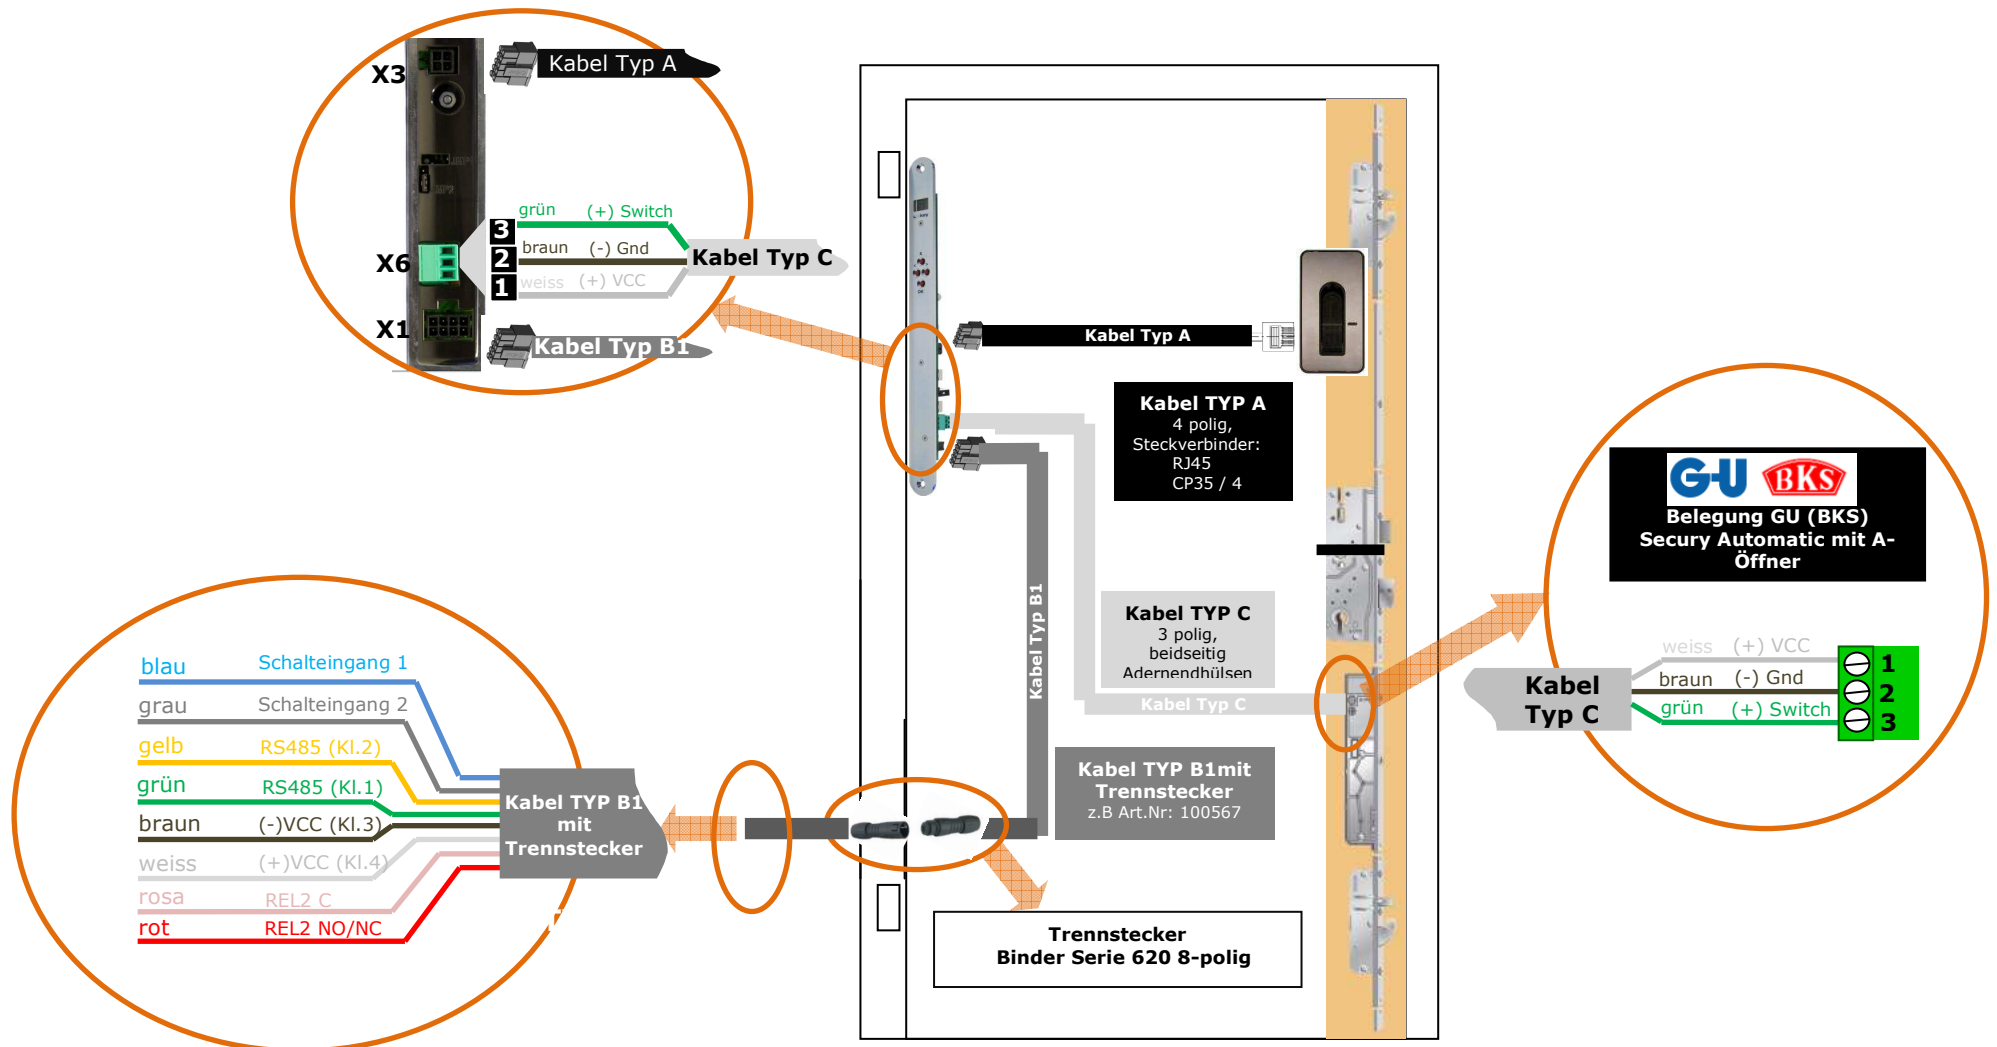 X3
Kabel Typ A
grün (+) Switch
3
braun (-) Gnd
2
Kabel Typ C
X6
weiss (+) VCC
1
X1
Kabel Typ B1
Kabel Typ A
Kabel TYP A
4 polig,
Steckverbinder:
RJ45
CP35 / 4
Kabel Typ B1
Kabel TYP C
3 polig,
beidseitig
Adernendhülsen
Kabel Typ C
G-U BKS
Belegung GU (BKS)
Secury Automatic mit A-
Öffner
weiss (+) VCC
1
braun (-) Gnd
2
grün (+) Switch
3
Kabel
Typ C
blau Schalteingang 1
grau Schalteingang 2
gelb RS485 (Kl.2)
grün RS485 (Kl.1)
braun (-)VCC (Kl.3)
weiss (+)VCC (Kl.4)
rosa REL2 C
rot REL2 NO/NC
Kabel TYP B1
mit
Trennstecker
Kabel TYP B1mit
Trennstecker
z.B Art.Nr: 100567
Trennstecker
Binder Serie 620 8-polig